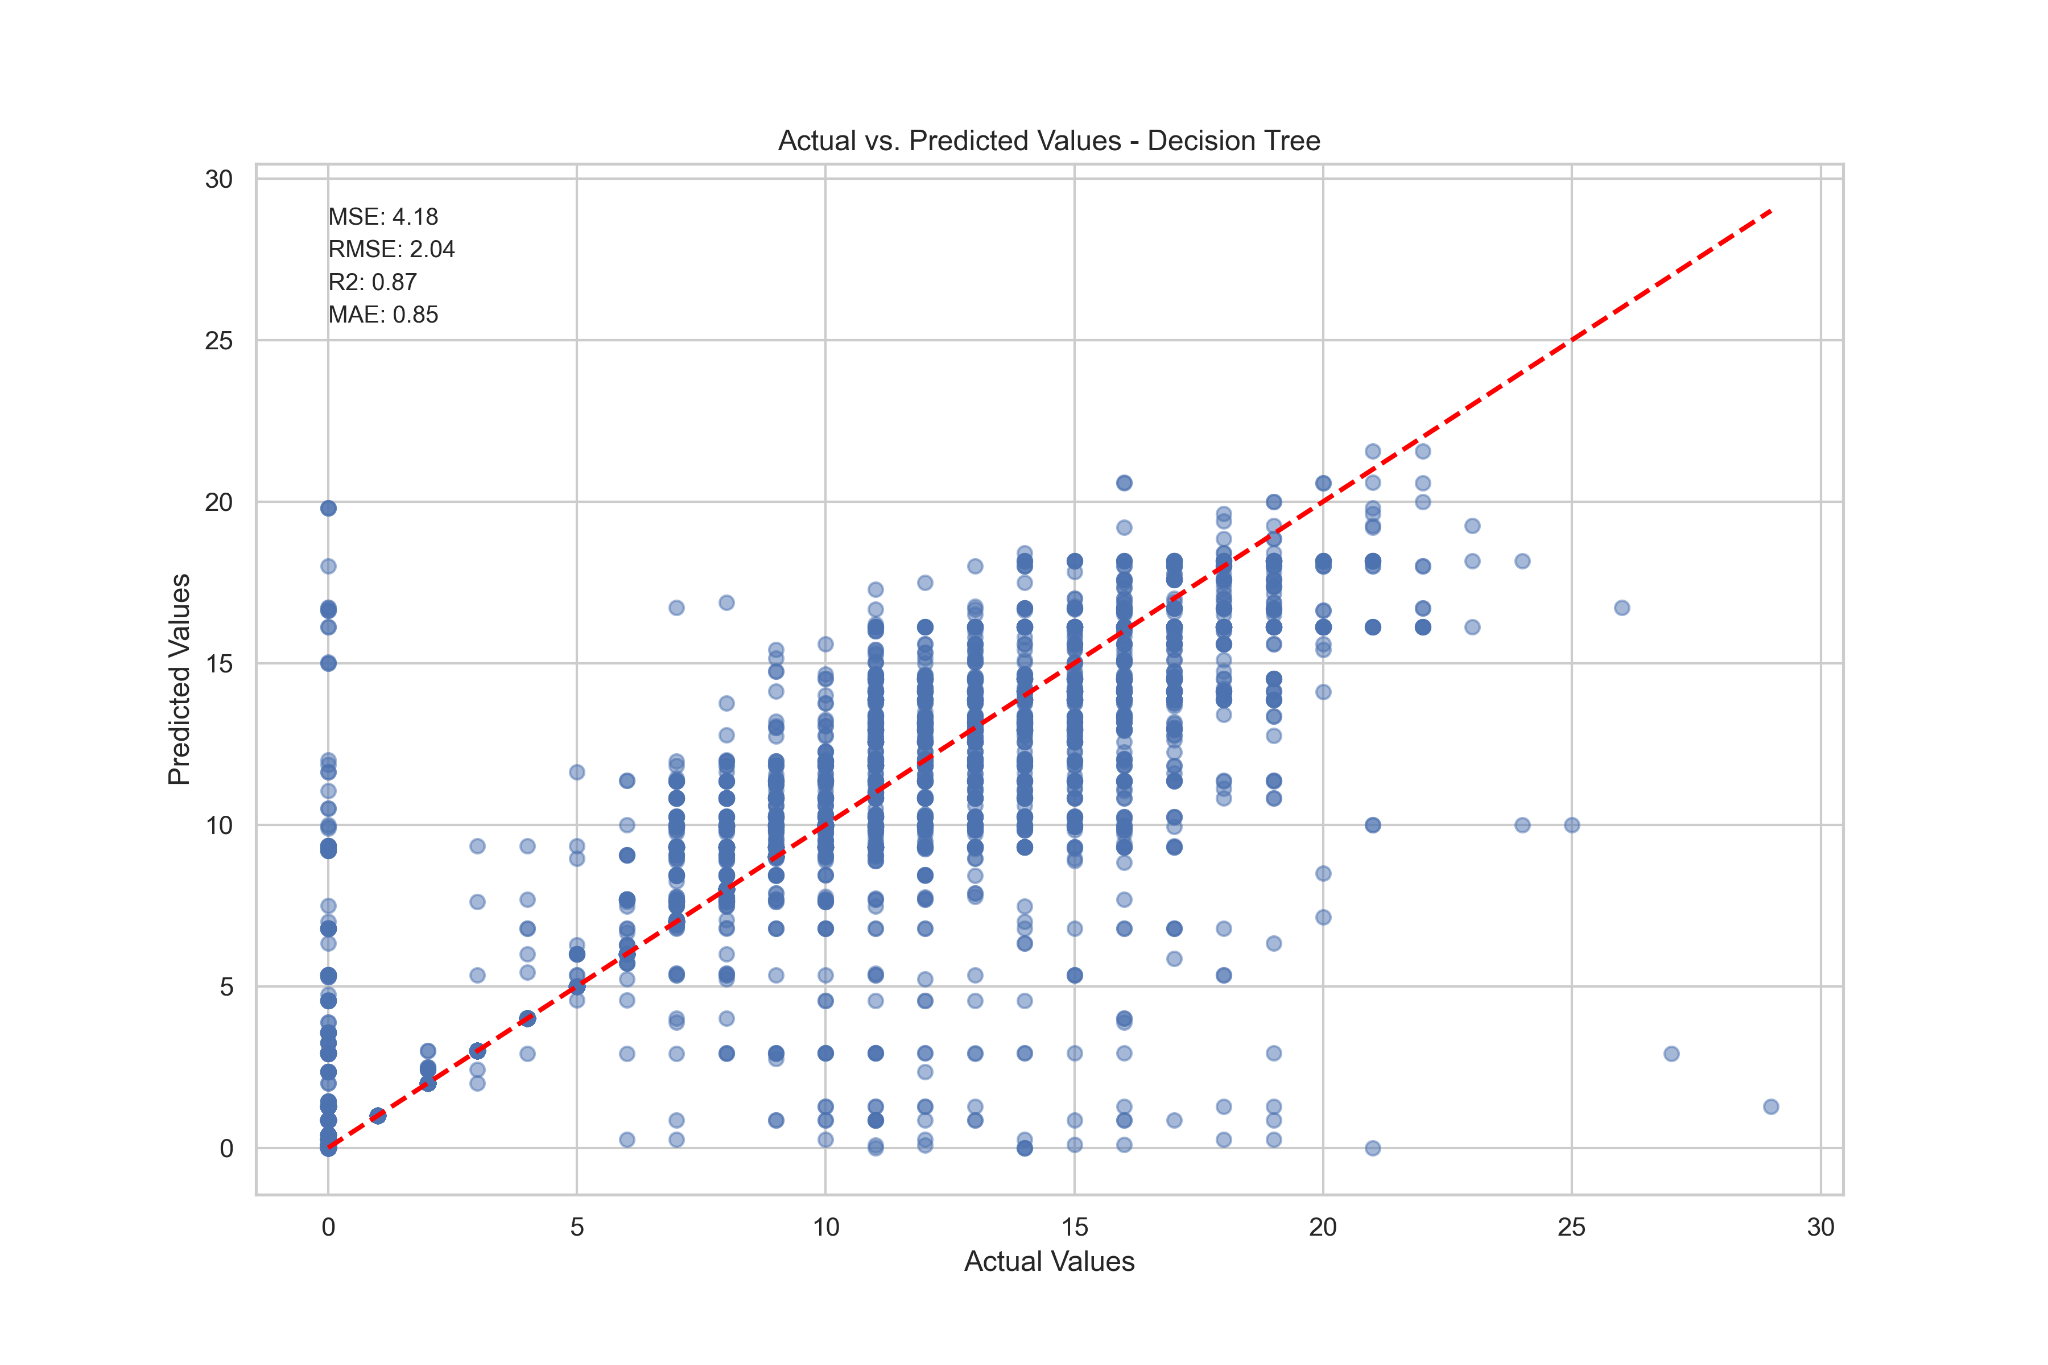 Actual vs. Predicted Values - Decision Tree
30
MSE: 4.18
RMSE: 2.04
R2: 0.87
MAE: 0.85
25
20
Predicted Values
15
10
5
0
0 5 10 15 20 25 30
Actual Values